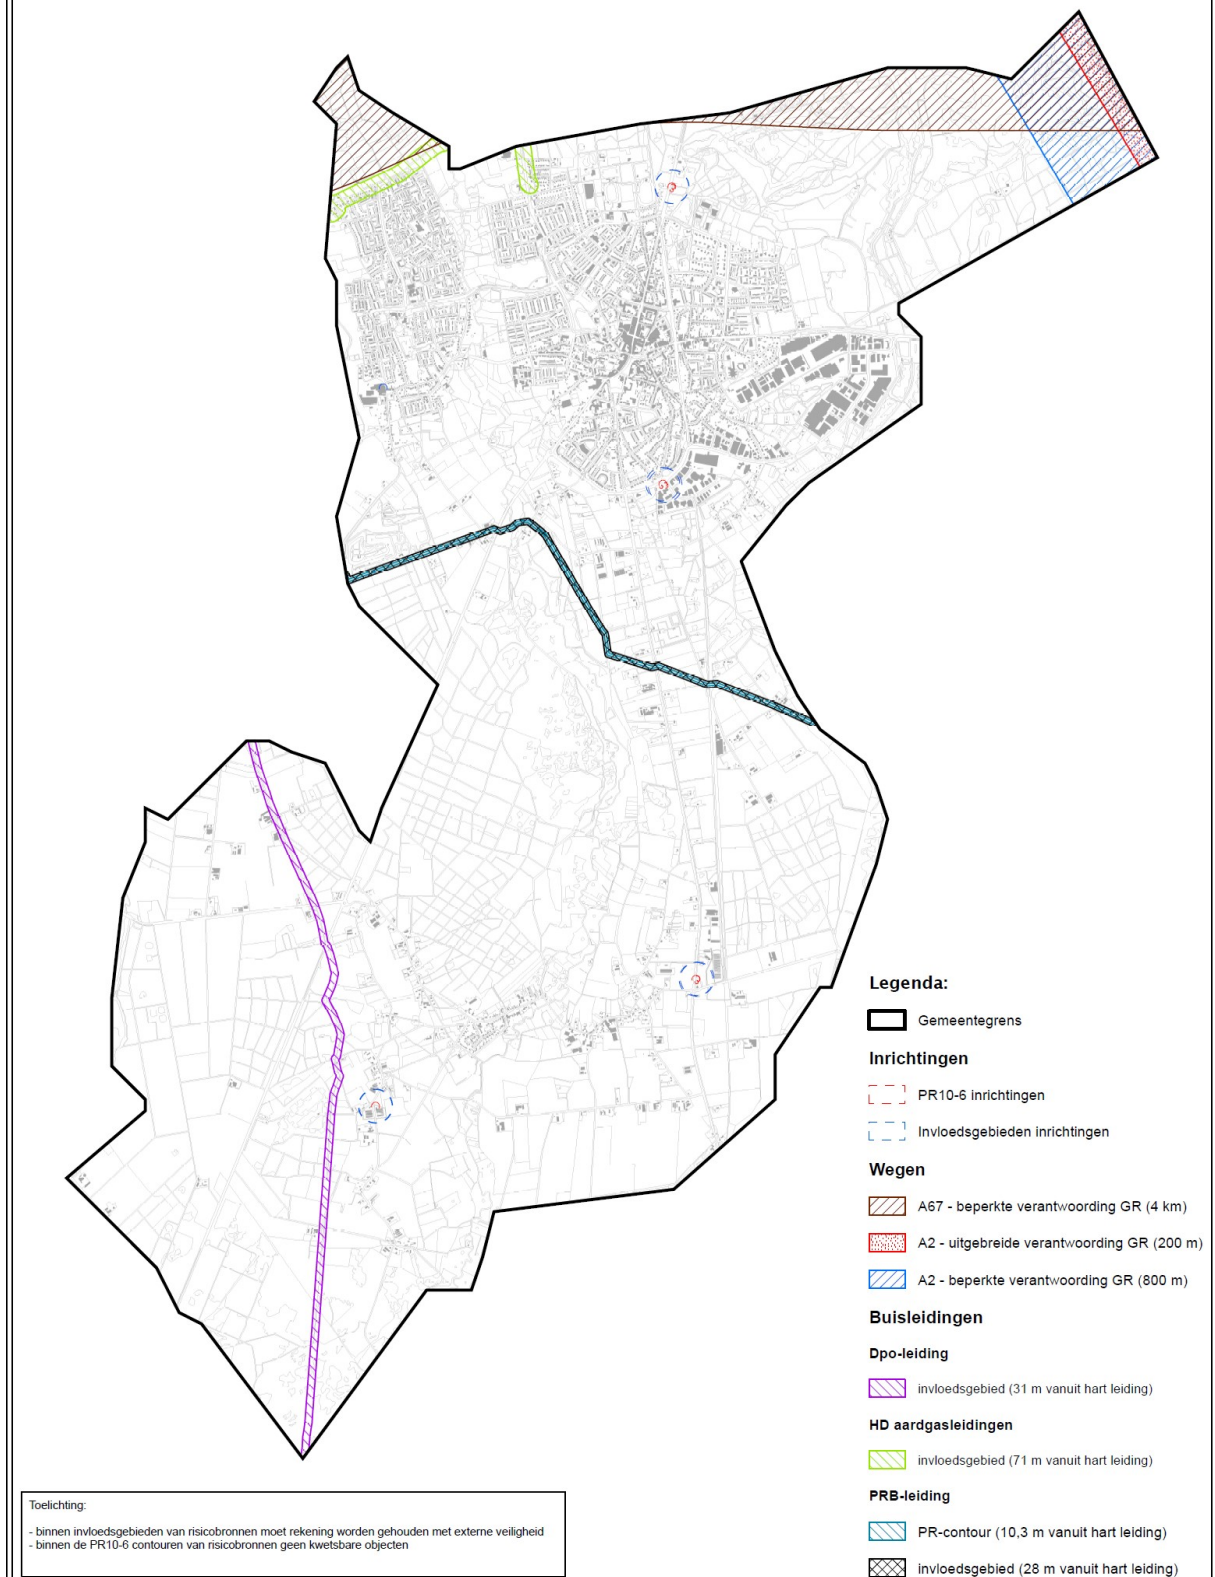 Legenda:
Gemeentegrens
Inrichtingen
PR10-6 inrichtingen
Invloedsgebieden inrichtingen
Wegen
A67 - beperkte verantwoording GR (4 km)
A2 - uitgebreide verantwoording GR (200 m)
A2 - beperkte verantwoording GR (800 m)
Buisleidingen
Dpo-leiding
invloedsgebied (31 m vanuit hart leiding)
HD aardgasleidingen
invloedsgebied (71 m vanuit hart leiding)
PRB-leiding
PR-contour (10,3 m vanuit hart leiding)
invloedsgebied (28 m vanuit hart leiding)
Toelichting:
- binnen invloedsgebieden van risicobronnen moet rekening worden gehouden met externe veiligheid
- binnen de PR10-6 contouren van risicobronnen geen kwetsbare objecten